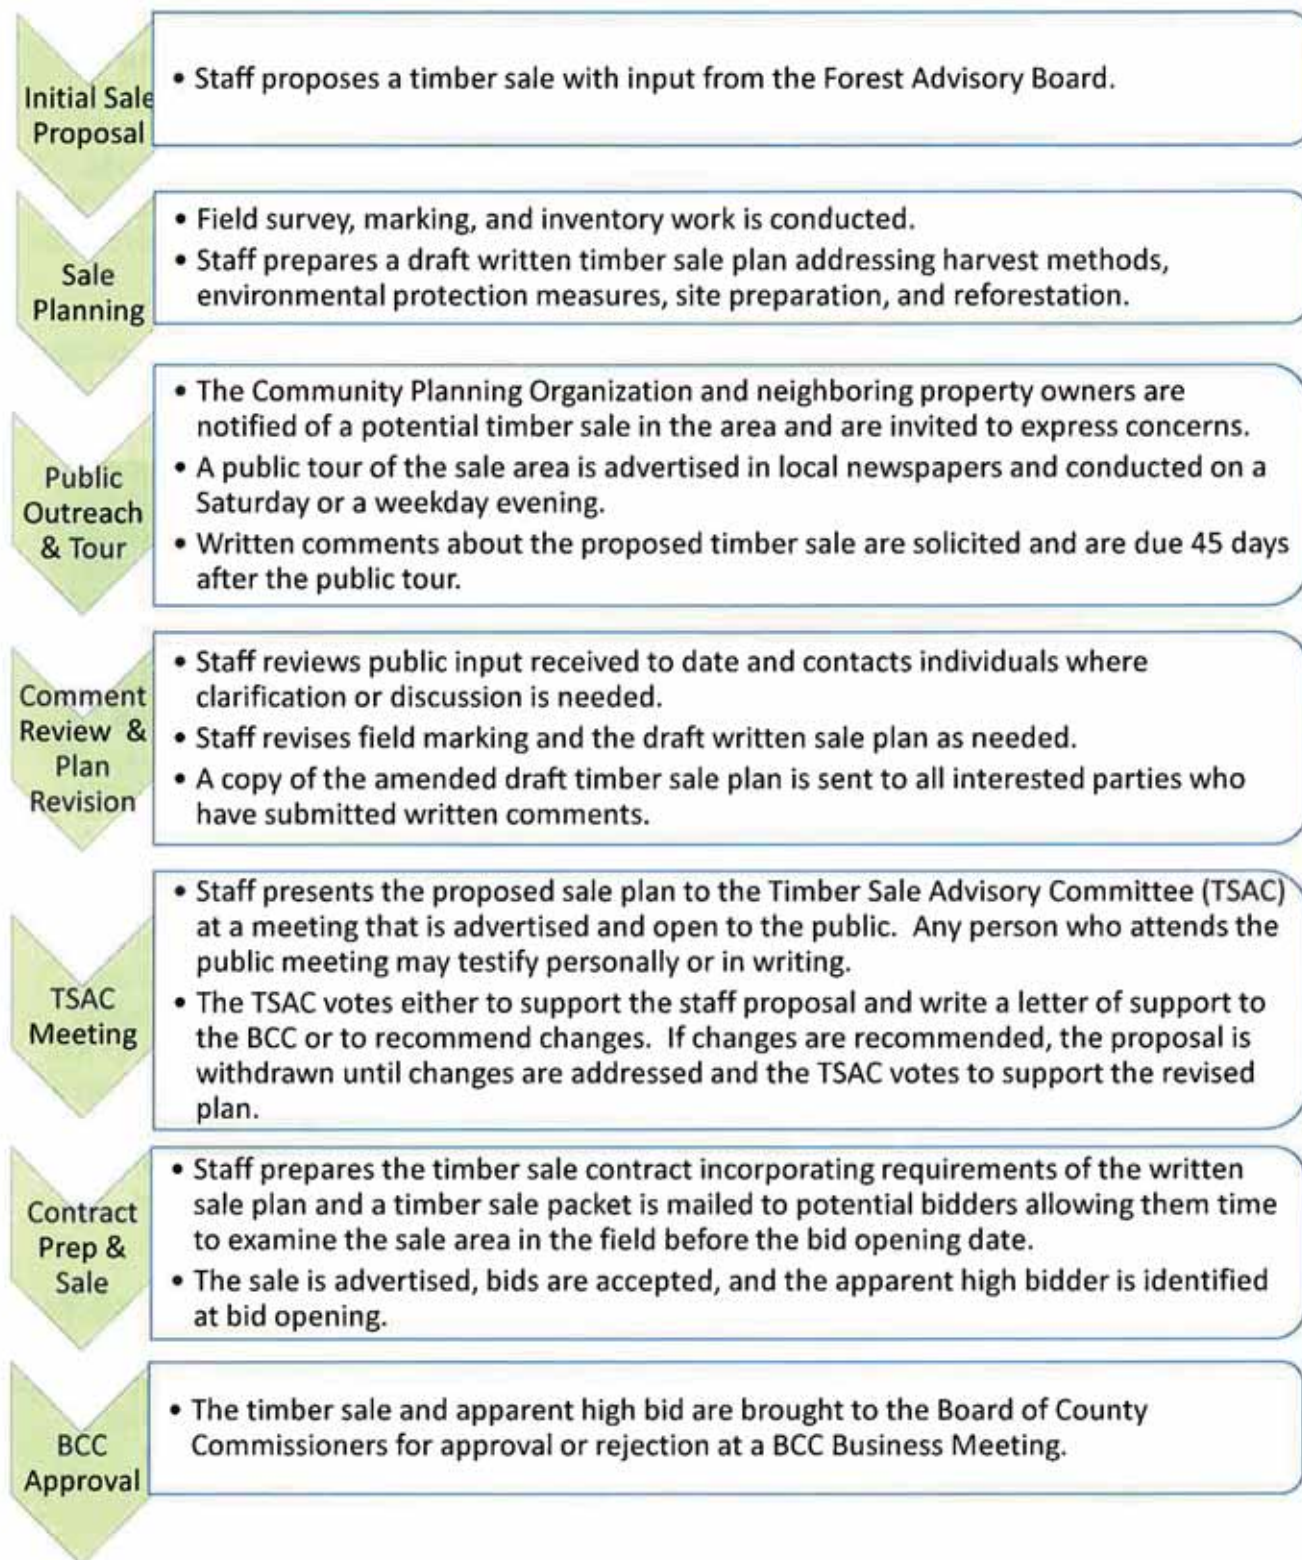 Initial Sale
Proposal
• Staff proposes a timber sale with input from the Forest Advisory Board.
Sale
Planning
• Field survey, marking, and inventory work is conducted.
• Staff prepares a draft written timber sale plan addressing harvest methods,
environmental protection measures, site preparation, and reforestation.
Public
Outreach
& Tour
• The Community Planning Organization and neighboring property owners are
notified of a potential timber sale in the area and are invited to express concerns.
• A public tour of the sale area is advertised in local newspapers and conducted on a
Saturday or a weekday evening.
• Written comments about the proposed timber sale are solicited and are due 45 days
after the public tour.
Comment
Review &
Plan
Revision
• Staff reviews public input received to date and contacts individuals where
clarification or discussion is needed.
• Staff revises field marking and the draft written sale plan as needed.
• A copy of the amended draft timber sale plan is sent to all interested parties who
have submitted written comments.
TSAC
Meeting
• Staff presents the proposed sale plan to the Timber Sale Advisory Committee (TSAC)
at a meeting that is advertised and open to the public. Any person who attends the
public meeting may testify personally or in writing.
• The TSAC votes either to support the staff proposal and write a letter of support to
the BCC or to recommend changes. If changes are recommended, the proposal is
withdrawn until changes are addressed and the TSAC votes to support the revised
plan.
Contract
Prep &
Sale
• Staff prepares the timber sale contract incorporating requirements of the written
sale plan and a timber sale packet is mailed to potential bidders allowing them time
to examine the sale area in the field before the bid opening date.
• The sale is advertised, bids are accepted, and the apparent high bidder is identified
at bid opening.
BCC
Approval
• The timber sale and apparent high bid are brought to the Board of County
Commissioners for approval or rejection at a BCC Business Meeting.